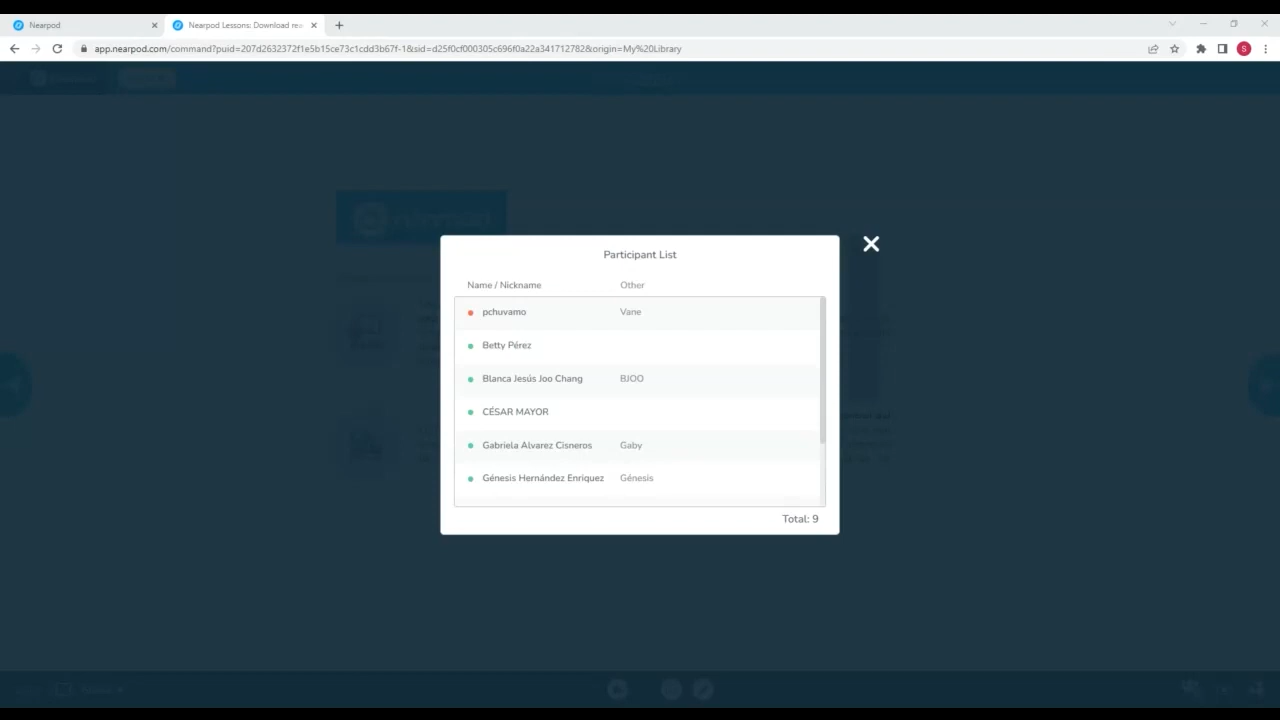 Nearpod
Nearpod Lessons: Download rea
app.nearpod.com/command?puid=207d2632372f1e5b15ce73c1cdd3b67f-1&sid=d25f0cf000305c696f0a22a341712782&origin=My%20Library
S
nearpod
Participant List
Name / Nickname Other
pchuvamo Vane
Betty Pérez
Blanca Jesús Joo Chang BJOO
CÉSAR MAYOR
Gabriela Alvarez Cisneros Gaby
Génesis Hernández Enriquez Génesis
Total: 9